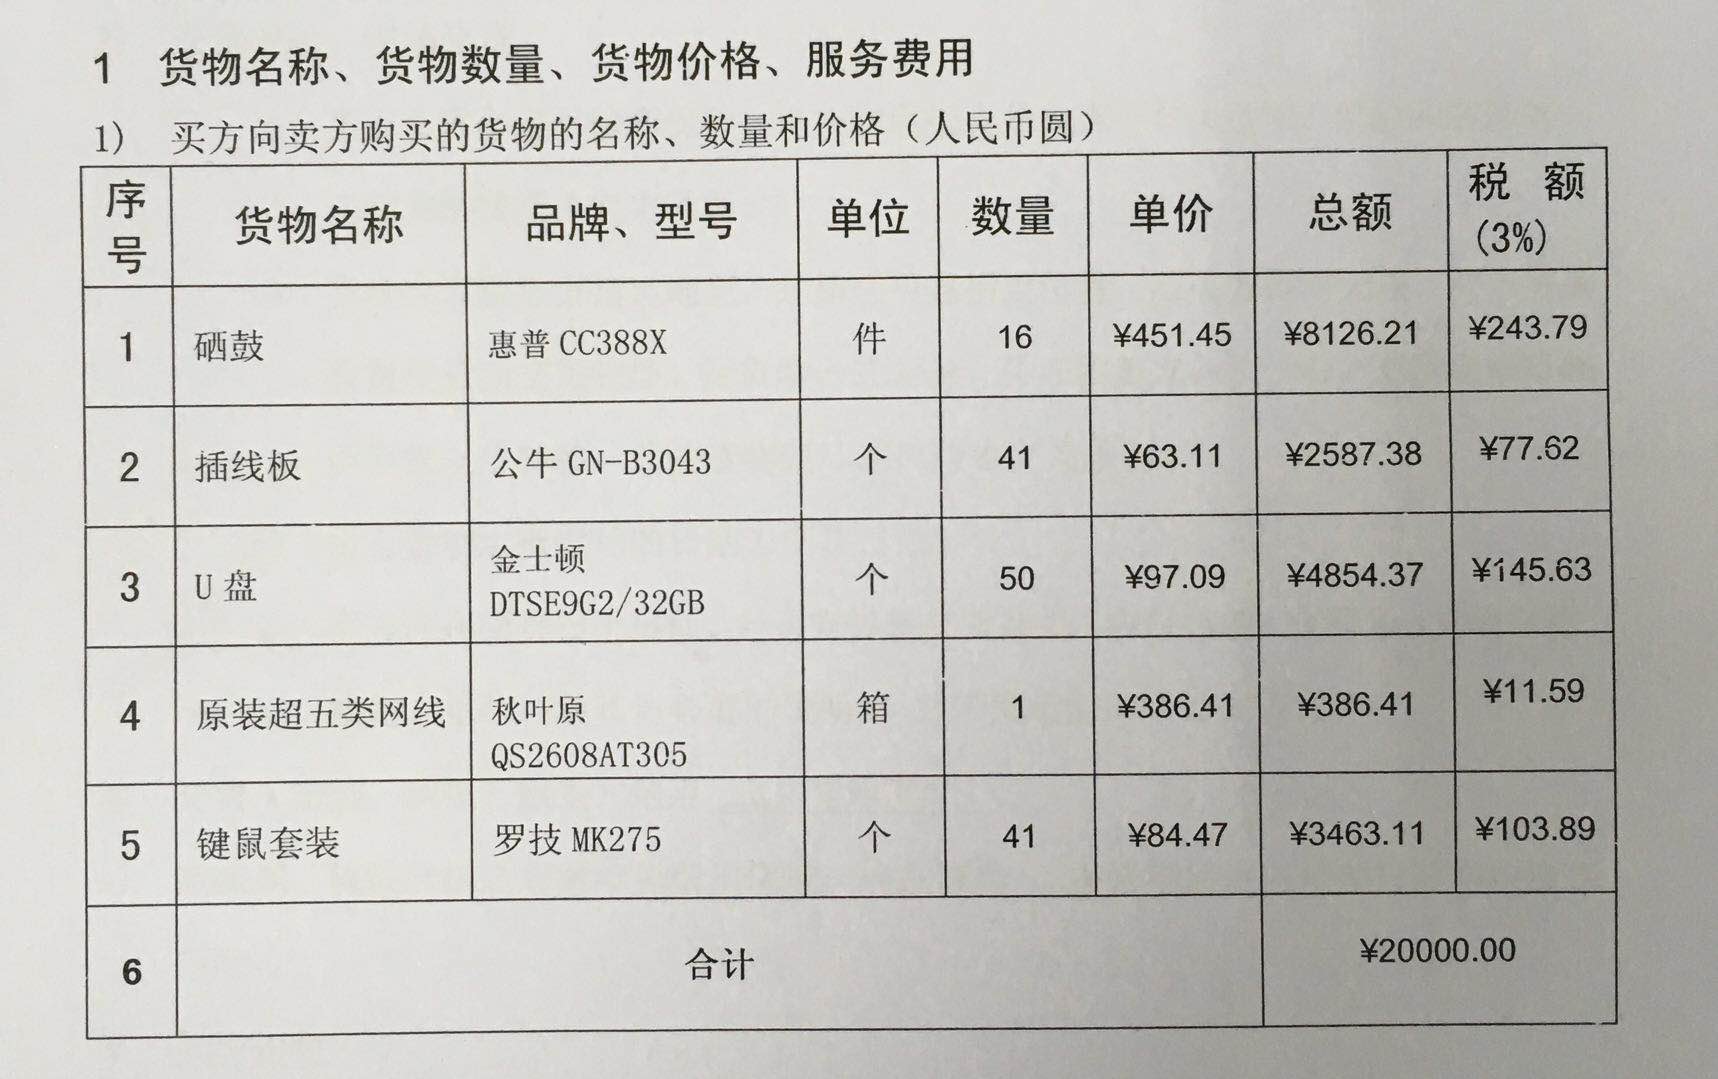 1 货物名称、货物数量、货物价格、服务费用
1) 买方向卖方购买的货物的名称、数量和价格（人民币圆）
序号 货物名称 品牌、型号 单位 数量 单价 总额 税 额(3%)
1 硒鼓 惠普 CC388X 件 16 ¥451.45 ¥8126.21 ¥243.79
2 插线板 公牛 GN-B3043 个 41 ¥63.11 ¥2587.38 ¥77.62
3 U 盘 金士顿 DTSE9G2/32GB 个 50 ¥97.09 ¥4854.37 ¥145.63
4 原装超五类网线 秋叶原 QS2608AT305 箱 1 ¥386.41 ¥386.41 ¥11.59
5 键鼠套装 罗技 MK275 个 41 ¥84.47 ¥3463.11 ¥103.89
6 合计 ¥20000.00